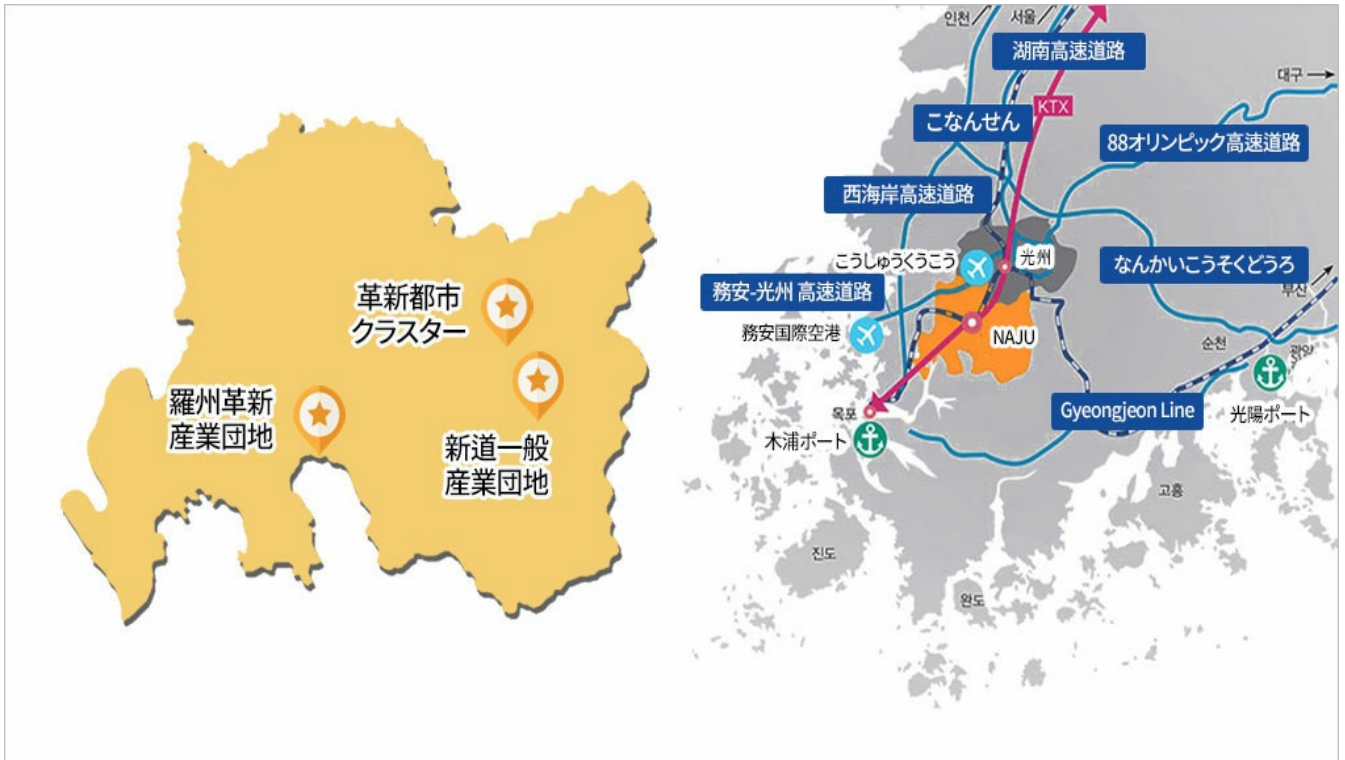 革新都市
クラスター
羅州革新
産業団地
新道一般
産業団地
인천
서울
湖南高速道路
대구
KTX
こなんせん
88オリンピック高速道路
西海岸高速道路
こうしゅうくうこう
光州
なんかいこうそくどうろ
務安-光州 高速道路
부산
務安国際空港
NAJU
순천
광양
목포
Gyeongjeon Line
光陽ポート
木浦ポート
고흥
진도
완도